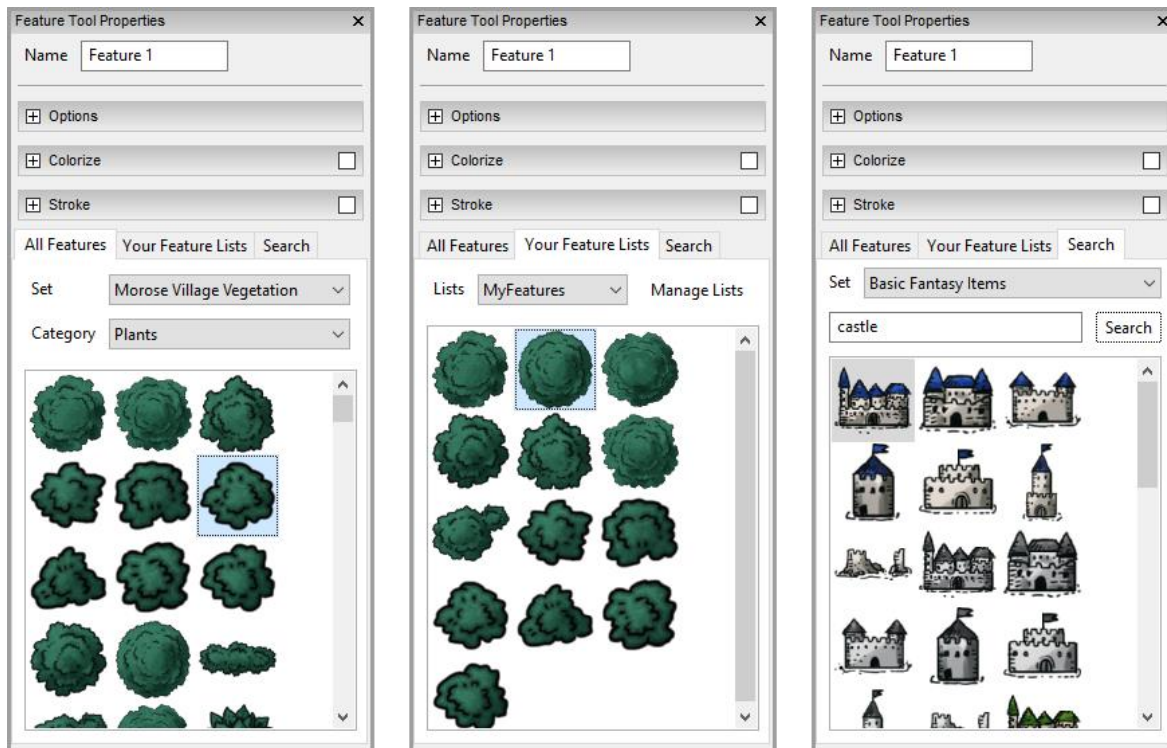 Feature Tool Properties
Name Feature 1
Options
Colorize
Stroke
All Features Your Feature Lists Search
Set Morose Village Vegetation
Category Plants
Feature Tool Properties
Name Feature 1
Options
Colorize
Stroke
All Features Your Feature Lists Search
Lists MyFeatures Manage Lists
Feature Tool Properties
Name Feature 1
Options
Colorize
Stroke
All Features Your Feature Lists Search
Set Basic Fantasy Items
castle Search